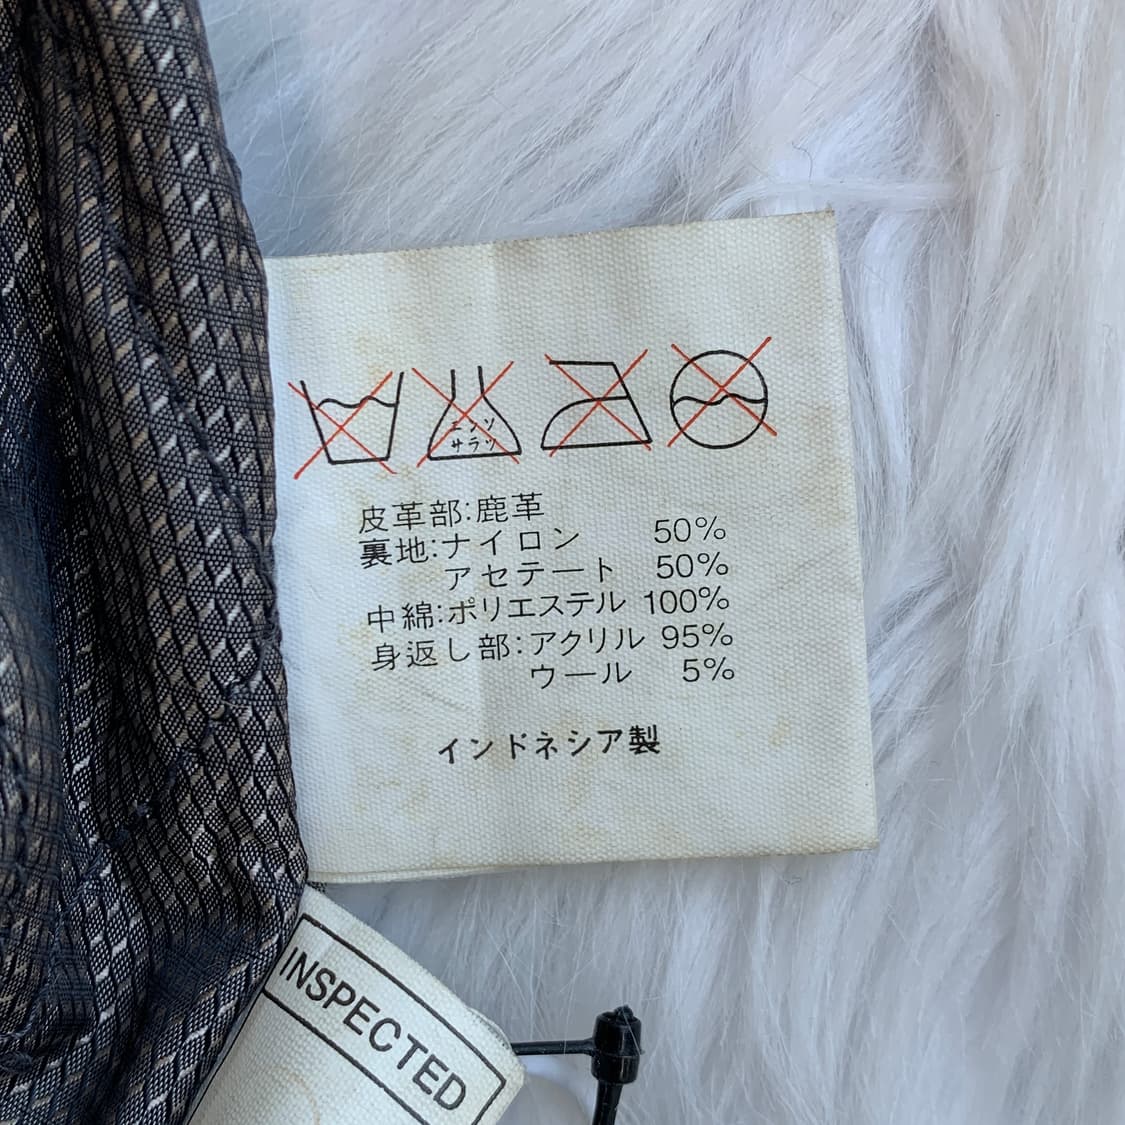 エンソ
サラシ
皮革部:鹿革
裏地:ナイロン 50%
アセテート 50%
中綿:ポリエステル 100%
身返し部:アクリル 95%
ウール 5%
インドネシア製
INSPECTED